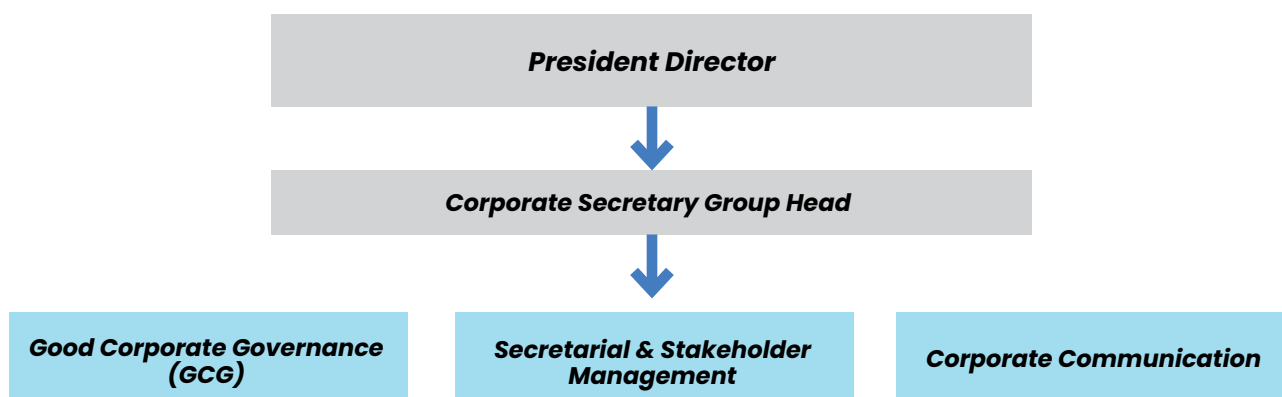 President Director
Corporate Secretary Group Head
Good Corporate Governance
(GCG)
Secretarial & Stakeholder
Management
Corporate Communication